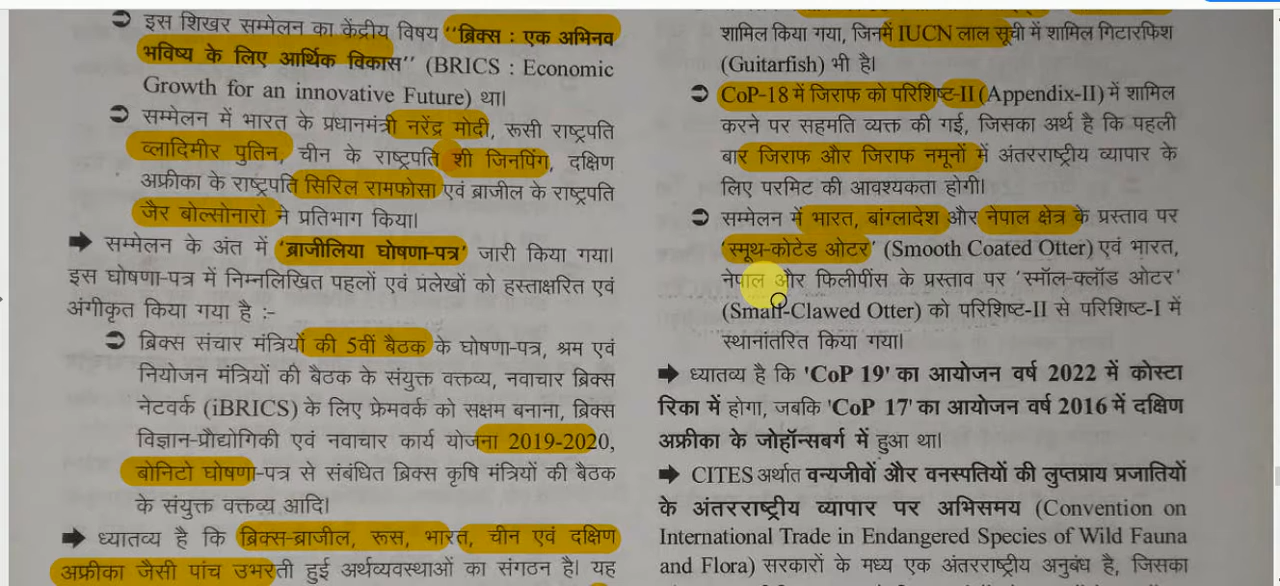 इस शिखर सम्मेलन का केंद्रीय विषय "ब्रिक्स : एक अभिनव
भविष्य के लिए आर्थिक विकास" (BRICS : Economic
Growth for an innovative Future) था।
सम्मेलन में भारत के प्रधानमंत्री नरेंद्र मोदी, रूसी राष्ट्रपति
व्लादिमीर पुतिन, चीन के राष्ट्रपति शी जिनपिंग, दक्षिण
अफ्रीका के राष्ट्रपति सिरिल रामफोसा एवं ब्राजील के राष्ट्रपति
जैर बोल्सोनारो ने प्रतिभाग किया।
➡ सम्मेलन के अंत में 'ब्राजीलिया घोषणा-पत्र' जारी किया गया।
इस घोषणा-पत्र में निम्नलिखित पहलों एवं प्रलेखों को हस्ताक्षरित एवं
अंगीकृत किया गया है :-
ब्रिक्स संचार मंत्रियों की 5वीं बैठक के घोषणा-पत्र, श्रम एवं
नियोजन मंत्रियों की बैठक के संयुक्त वक्तव्य, नवाचार ब्रिक्स
नेटवर्क (iBRICS) के लिए फ्रेमवर्क को सक्षम बनाना, ब्रिक्स
विज्ञान-प्रौद्योगिकी एवं नवाचार कार्य योजना 2019-2020,
बोनिटो घोषणा-पत्र से संबंधित ब्रिक्स कृषि मंत्रियों की बैठक
के संयुक्त वक्तव्य आदि।
➡ ध्यातव्य है कि ब्रिक्स-ब्राजील, रूस, भारत, चीन एवं दक्षिण
अफ्रीका जैसी पांच उभरती हुई अर्थव्यवस्थाओं का संगठन है। यह
शामिल किया गया, जिनमें IUCN लाल सूची में शामिल गिटारफिश
(Guitarfish) भी है।
CoP-18 में जिराफ को परिशिष्ट-II (Appendix-II) में शामिल
करने पर सहमति व्यक्त की गई, जिसका अर्थ है कि पहली
बार जिराफ और जिराफ नमूनों में अंतरराष्ट्रीय व्यापार के
लिए परमिट की आवश्यकता होगी।
सम्मेलन में भारत, बांग्लादेश और नेपाल क्षेत्र के प्रस्ताव पर
'स्मूथ-कोटेड ओटर' (Smooth Coated Otter) एवं भारत,
नेपाल और फिलीपींस के प्रस्ताव पर 'स्मॉल-क्लॉड ओटर'
(Small-Clawed Otter) को परिशिष्ट-II से परिशिष्ट-I में
स्थानांतरित किया गया।
➡ ध्यातव्य है कि 'CoP 19' का आयोजन वर्ष 2022 में कोस्टा
रिका में होगा, जबकि 'CoP 17' का आयोजन वर्ष 2016 में दक्षिण
अफ्रीका के जोहॉन्सबर्ग में हुआ था।
➡ CITES अर्थात वन्यजीवों और वनस्पतियों की लुप्तप्राय प्रजातियों
के अंतरराष्ट्रीय व्यापार पर अभिसमय (Convention on
International Trade in Endangered Species of Wild Fauna
and Flora) सरकारों के मध्य एक अंतरराष्ट्रीय अनुबंध है, जिसका